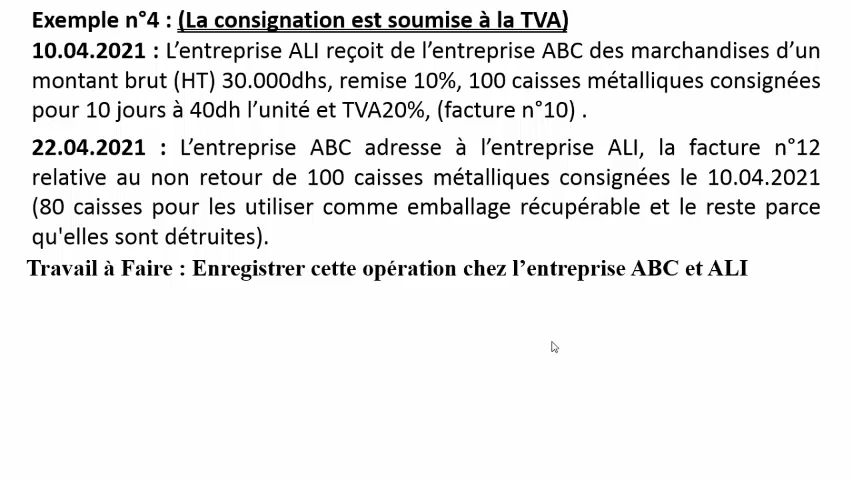 Exemple n°4 : (La consignation est soumise à la TVA)
10.04.2021 : L'entreprise ALI reçoit de l'entreprise ABC des marchandises d'un
montant brut (HT) 30.000dhs, remise 10%, 100 caisses métalliques consignées
pour 10 jours à 40dh l'unité et TVA20%, (facture n°10) .
22.04.2021 : L'entreprise ABC adresse à l'entreprise ALI, la facture n°12
relative au non retour de 100 caisses métalliques consignées le 10.04.2021
(80 caisses pour les utiliser comme emballage récupérable et le reste parce
qu'elles sont détruites).
Travail à Faire : Enregistrer cette opération chez l'entreprise ABC et ALI